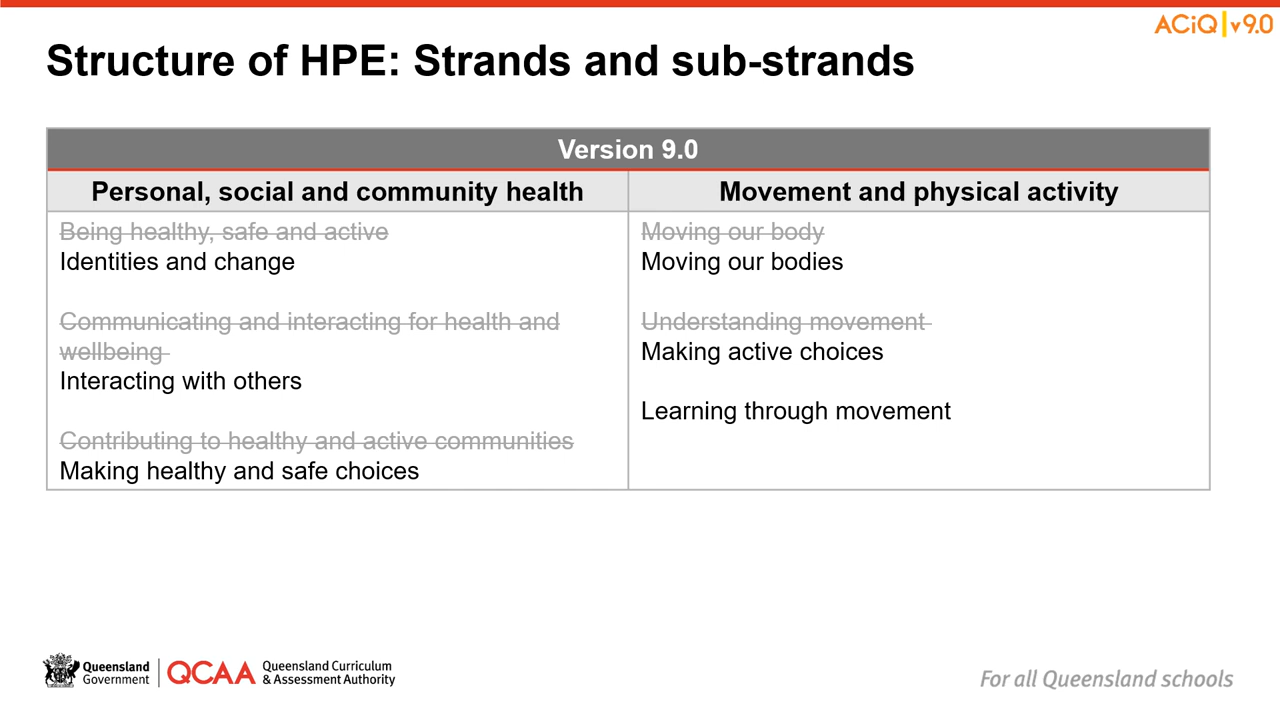 ACiQ v9.0
Structure of HPE: Strands and sub-strands
Version 9.0
Personal, social and community health
Being healthy, safe and active
Identities and change
Communicating and interacting for health and
wellbeing
Interacting with others
Contributing to healthy and active communities
Making healthy and safe choices
Movement and physical activity
Moving our body
Moving our bodies
Understanding movement
Making active choices
Learning through movement
Queensland
Government
QCAA
Queensland Curriculum
& Assessment Authority
For all Queensland schools